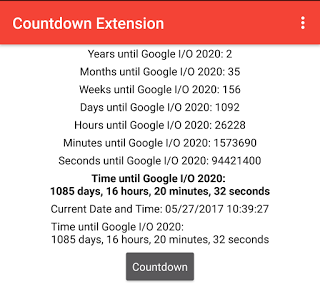 Countdown Extension
Years until Google I/O 2020: 2
Months until Google I/O 2020: 35
Weeks until Google I/O 2020: 156
Days until Google I/O 2020: 1092
Hours until Google I/O 2020: 26228
Minutes until Google I/O 2020: 1573690
Seconds until Google I/O 2020: 94421400
Time until Google I/O 2020:
1085 days, 16 hours, 20 minutes, 32 seconds
Current Date and Time: 05/27/2017 10:39:27
Time until Google I/O 2020:
1085 days, 16 hours, 20 minutes, 32 seconds
Countdown